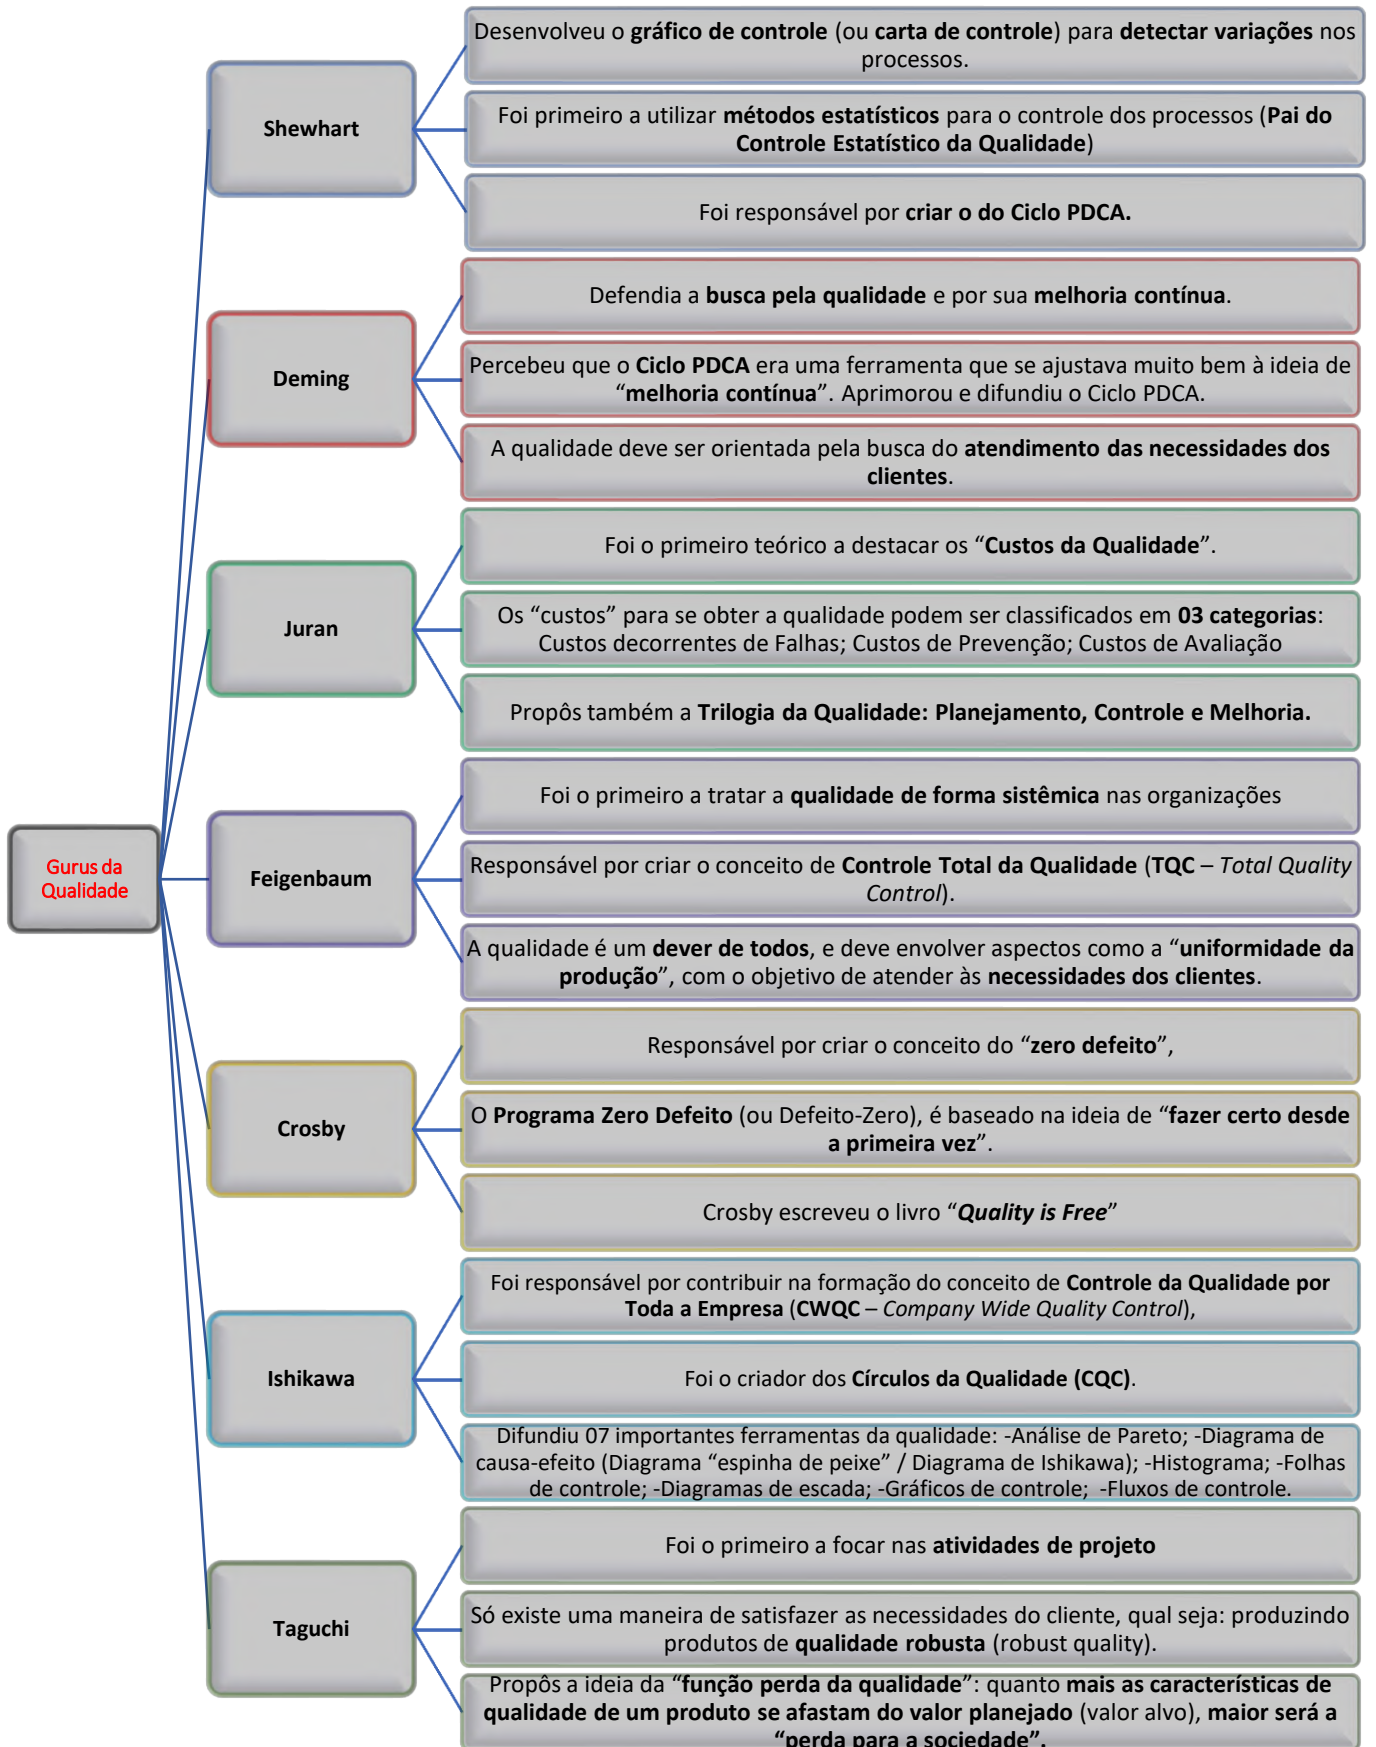 Gurus da
Qualidade
Shewhart
Desenvolveu o gráfico de controle (ou carta de controle) para detectar variações nos
processos.
Foi primeiro a utilizar métodos estatísticos para o controle dos processos (Pai do
Controle Estatístico da Qualidade)
Foi responsável por criar o do Ciclo PDCA.
Deming
Defendia a busca pela qualidade e por sua melhoria contínua.
Percebeu que o Ciclo PDCA era uma ferramenta que se ajustava muito bem à ideia de
“melhoria contínua”. Aprimorou e difundiu o Ciclo PDCA.
A qualidade deve ser orientada pela busca do atendimento das necessidades dos
clientes.
Juran
Foi o primeiro teórico a destacar os “Custos da Qualidade”.
Os “custos” para se obter a qualidade podem ser classificados em 03 categorias:
Custos decorrentes de Falhas; Custos de Prevenção; Custos de Avaliação
Propôs também a Trilogia da Qualidade: Planejamento, Controle e Melhoria.
Feigenbaum
Foi o primeiro a tratar a qualidade de forma sistêmica nas organizações
Responsável por criar o conceito de Controle Total da Qualidade (TQC – Total Quality
Control).
A qualidade é um dever de todos, e deve envolver aspectos como a “uniformidade da
produção”, com o objetivo de atender às necessidades dos clientes.
Crosby
Responsável por criar o conceito do “zero defeito”,
O Programa Zero Defeito (ou Defeito-Zero), é baseado na ideia de “fazer certo desde
a primeira vez”.
Crosby escreveu o livro “Quality is Free”
Ishikawa
Foi responsável por contribuir na formação do conceito de Controle da Qualidade por
Toda a Empresa (CWQC – Company Wide Quality Control),
Foi o criador dos Círculos da Qualidade (CQC).
Difundiu 07 importantes ferramentas da qualidade: -Análise de Pareto; -Diagrama de
causa-efeito (Diagrama “espinha de peixe” / Diagrama de Ishikawa); -Histograma; -Folhas
de controle; -Diagramas de escada; -Gráficos de controle;  -Fluxos de controle.
Taguchi
Foi o primeiro a focar nas atividades de projeto
Só existe uma maneira de satisfazer as necessidades do cliente, qual seja: produzindo
produtos de qualidade robusta (robust quality).
Propôs a ideia da “função perda da qualidade”: quanto mais as características de
qualidade de um produto se afastam do valor planejado (valor alvo), maior será a
“perda para a sociedade”.